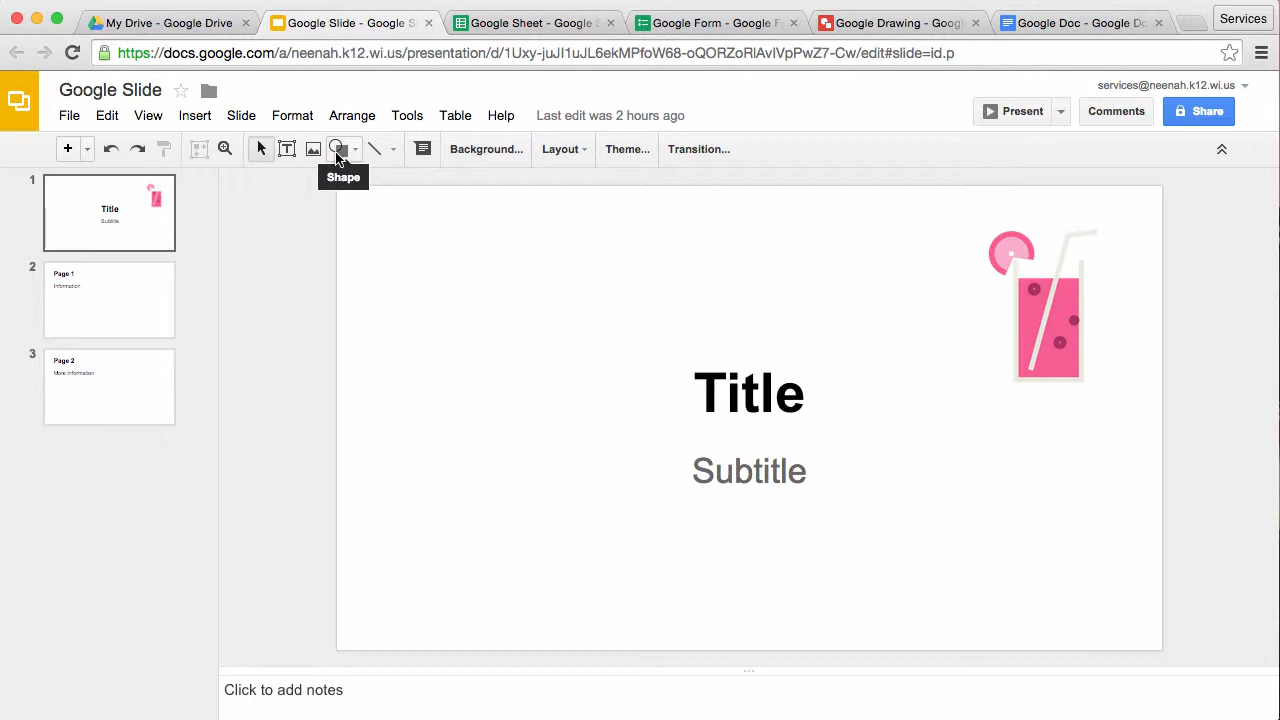 My Drive - Google Drive
Google Slide - Google S
Google Sheet - Google S
Google Form - Google F
Google Drawing - Goog
Google Doc - Google Do
Services
https://docs.google.com/a/neenah.k12.wi.us/presentation/d/1Uxy-juJI1uJL6ekMPfoW68-oQORZoRlAvlVpPwZ7-Cw/edit#slide=id.p
Google Slide
services@neenah.k12.wi.us
File Edit View Insert Slide Format Arrange Tools Table Help Last edit was 2 hours ago
Present
Comments
Share
Background...
Layout
Theme...
Transition...
Shape
1
Title
Subtitle
2
Page 1
Information
3
Page 2
More Information
Title
Subtitle
Click to add notes